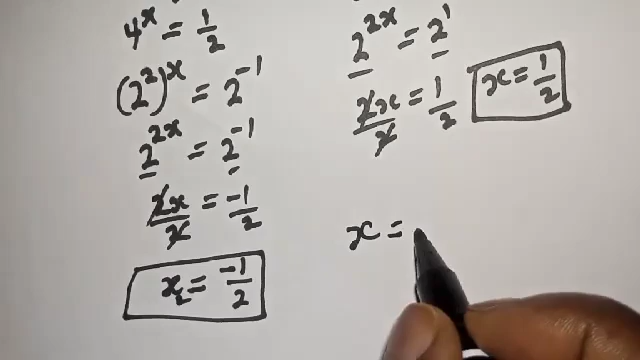 4^x = 1/2
(2^2)^x = 2^-1
2^2x = 2^-1
2x/2 = -1/2
x_2 = -1/2
2^2x = 2^1
2x/2 = 1/2
x = 1/2
x =